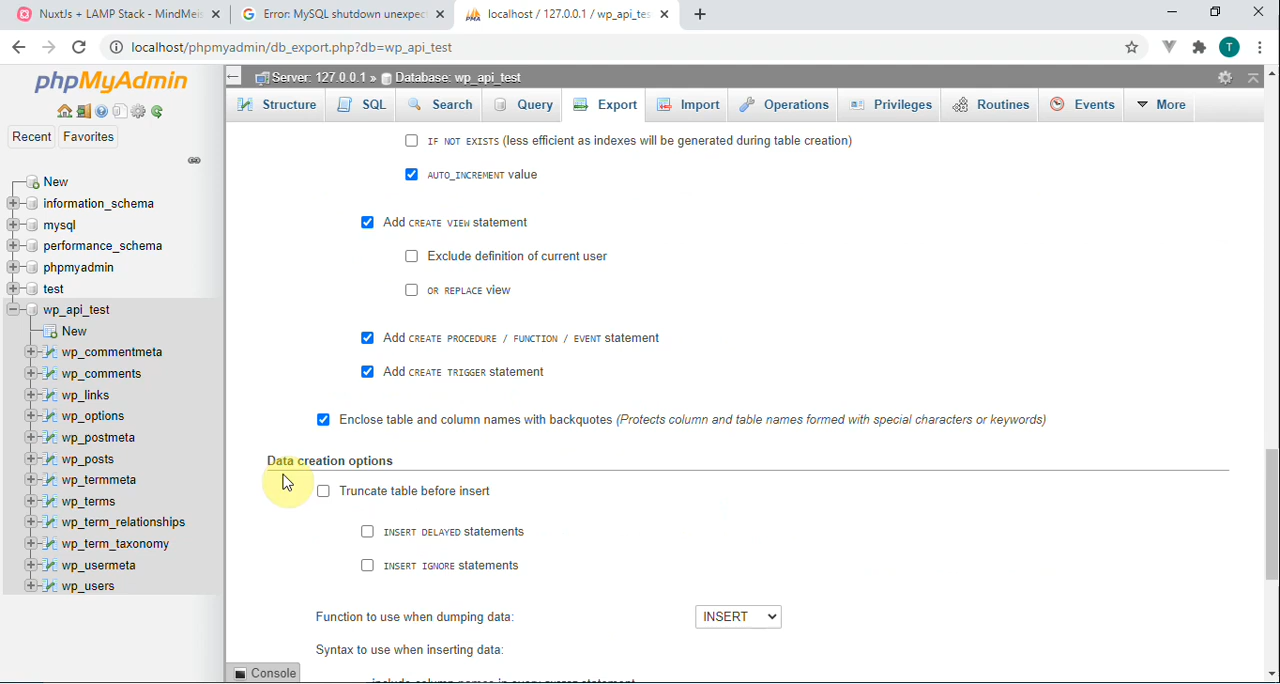 NuxtJs + LAMP Stack - MindMeis
Error: MySQL shutdown unexpect
localhost / 127.0.0.1 / wp_api_tes
localhost/phpmyadmin/db_export.php?db=wp_api_test
T
phpMyAdmin
Recent
Favorites
New
information_schema
mysql
performance_schema
phpmyadmin
test
wp_api_test
New
wp_commentmeta
wp_comments
wp_links
wp_options
wp_postmeta
wp_posts
wp_termmeta
wp_terms
wp_term_relationships
wp_term_taxonomy
wp_usermeta
wp_users
Server: 127.0.0.1 » Database: wp_api_test
Structure
SQL
Search
Query
Export
Import
Operations
Privileges
Routines
Events
More
IF NOT EXISTS (less efficient as indexes will be generated during table creation)
AUTO_INCREMENT value
Add CREATE VIEW statement
Exclude definition of current user
OR REPLACE view
Add CREATE PROCEDURE / FUNCTION / EVENT statement
Add CREATE TRIGGER statement
Enclose table and column names with backquotes (Protects column and table names formed with special characters or keywords)
Data creation options
Truncate table before insert
INSERT DELAYED statements
INSERT IGNORE statements
Function to use when dumping data:
INSERT
Syntax to use when inserting data:
Console